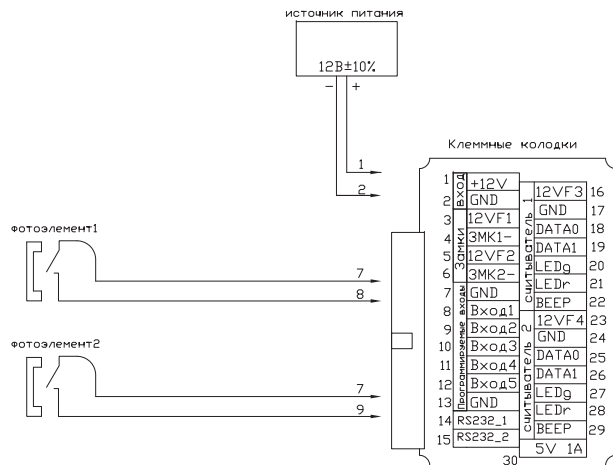 источник питания
12В±10%
− +
1
2
Клеммные колодки
фотоэлемент1
7
8
фотоэлемент2
7
9
вход
1 +12V
2 GND
Замки
3 12VF1
4 ЗМК1-
5 12VF2
6 ЗМК2-
Программируемые входы
7 GND
8 Вход1
9 Вход2
10 Вход3
11 Вход4
12 Вход5
13 GND
14 RS232_1
15 RS232_2
считыватель 1
12VF3 16
GND 17
DATA0 18
DATA1 19
LEDg 20
LEDr 21
BEEP 22
считыватель 2
12VF4 23
GND 24
DATA0 25
DATA1 26
LEDg 27
LEDr 28
BEEP 29
30 5V 1A